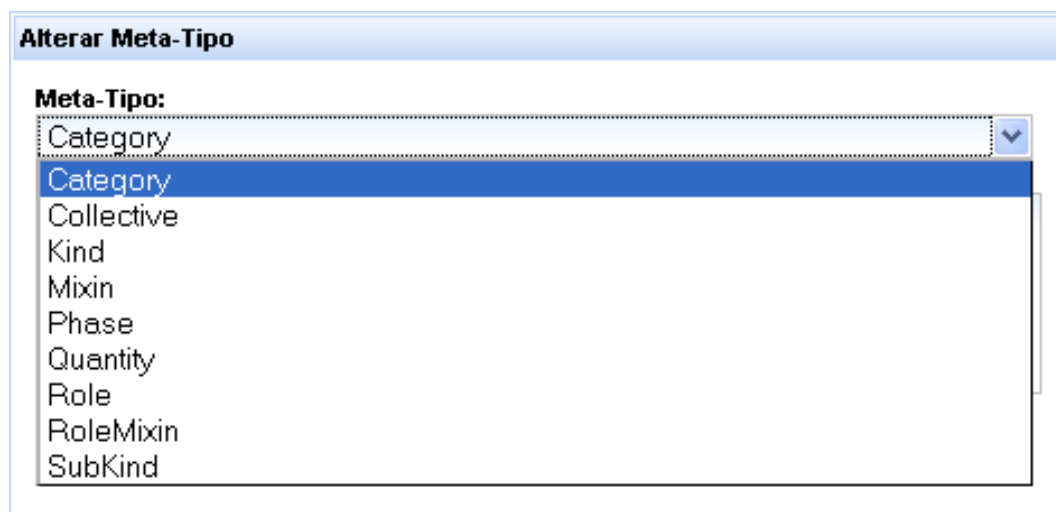 Alterar Meta-Tipo
Meta-Tipo:
Category
Category
Collective
Kind
Mixin
Phase
Quantity
Role
RoleMixin
SubKind